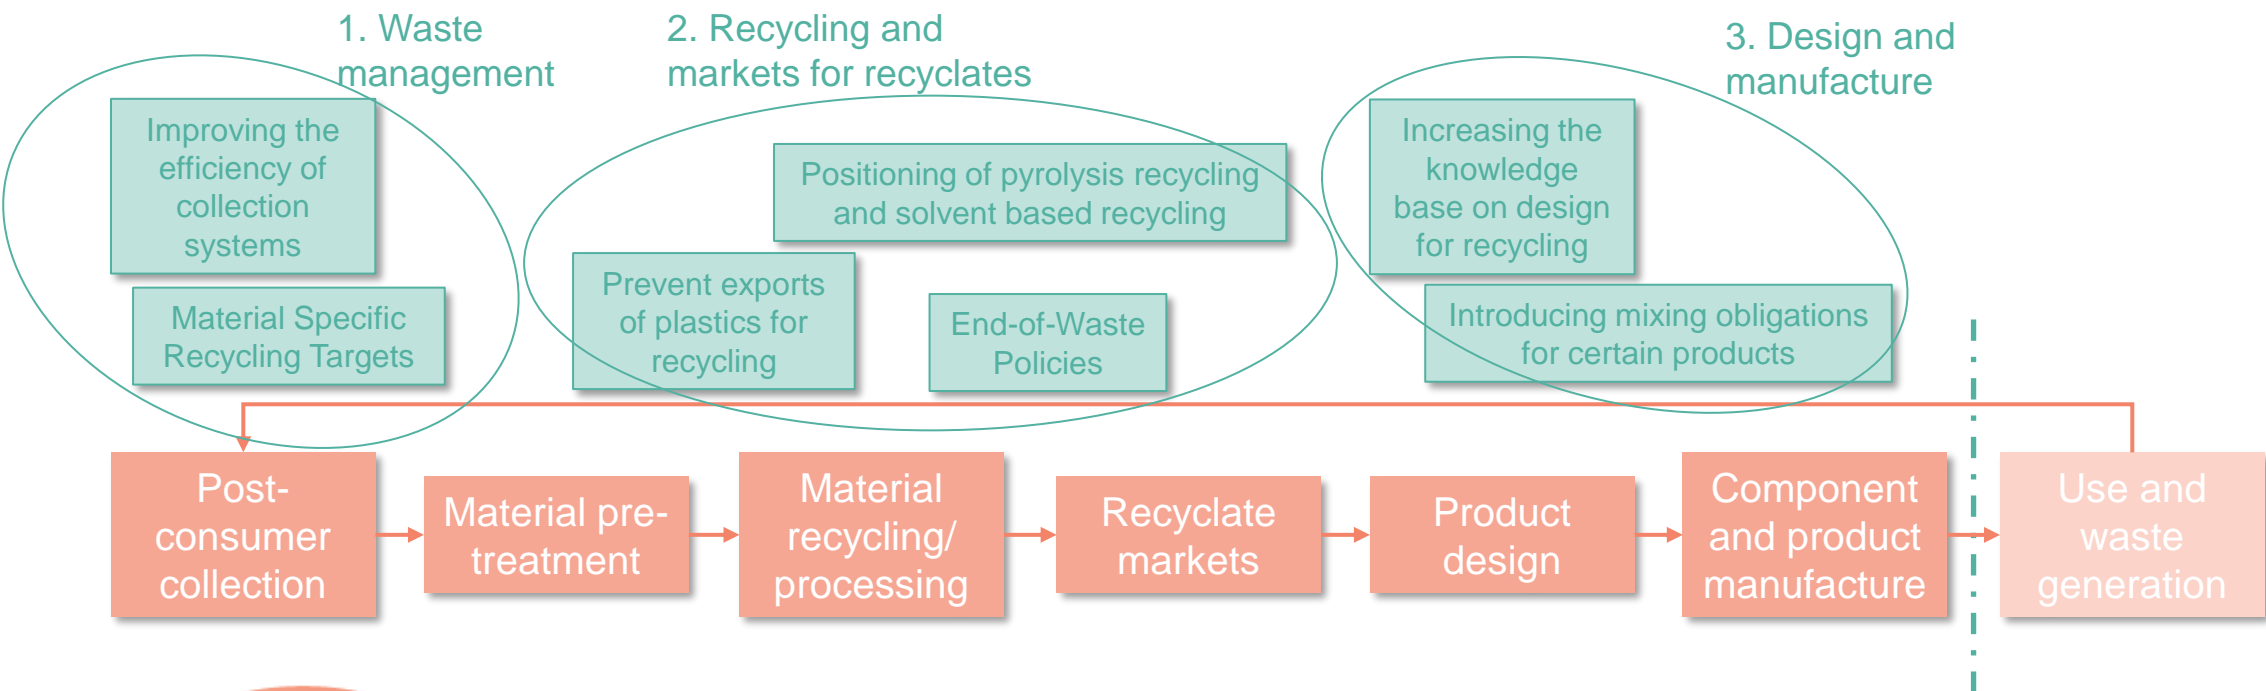 1. Waste
management
2. Recycling and
markets for recyclates
3. Design and
manufacture
Improving the
efficiency of
collection
systems
Material Specific
Recycling Targets
Positioning of pyrolysis recycling
and solvent based recycling
Prevent exports
of plastics for
recycling
End-of-Waste
Policies
Increasing the
knowledge
base on design
for recycling
Introducing mixing obligations
for certain products
Post-
consumer
collection
Material pre-
treatment
Material
recycling/
processing
Recyclate
markets
Product
design
Component
and product
manufacture
Use and
waste
generation